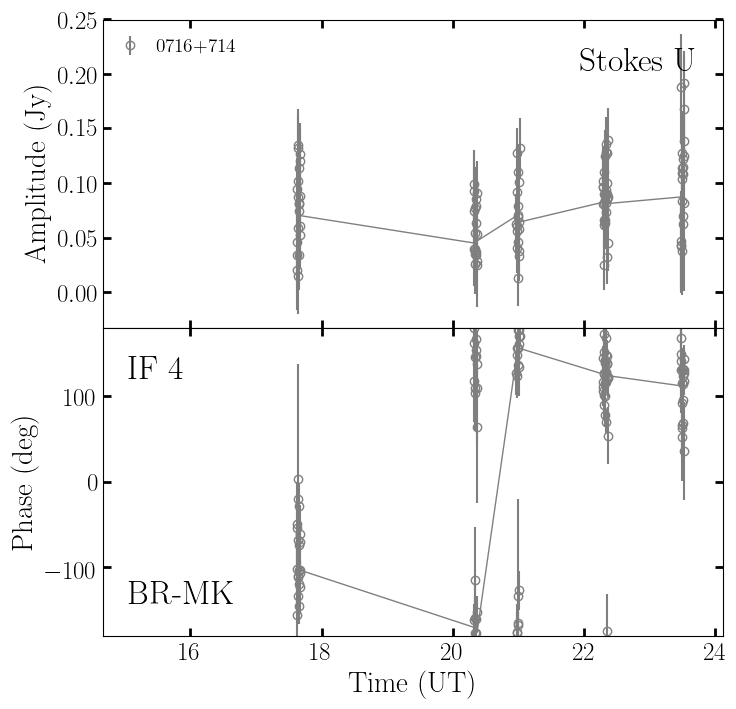 0716+714
Stokes U
0.25
0.20
0.15
0.10
0.05
0.00
Amplitude (Jy)
IF 4
100
0
−100
Phase (deg)
BR-MK
16 18 20 22 24
Time (UT)